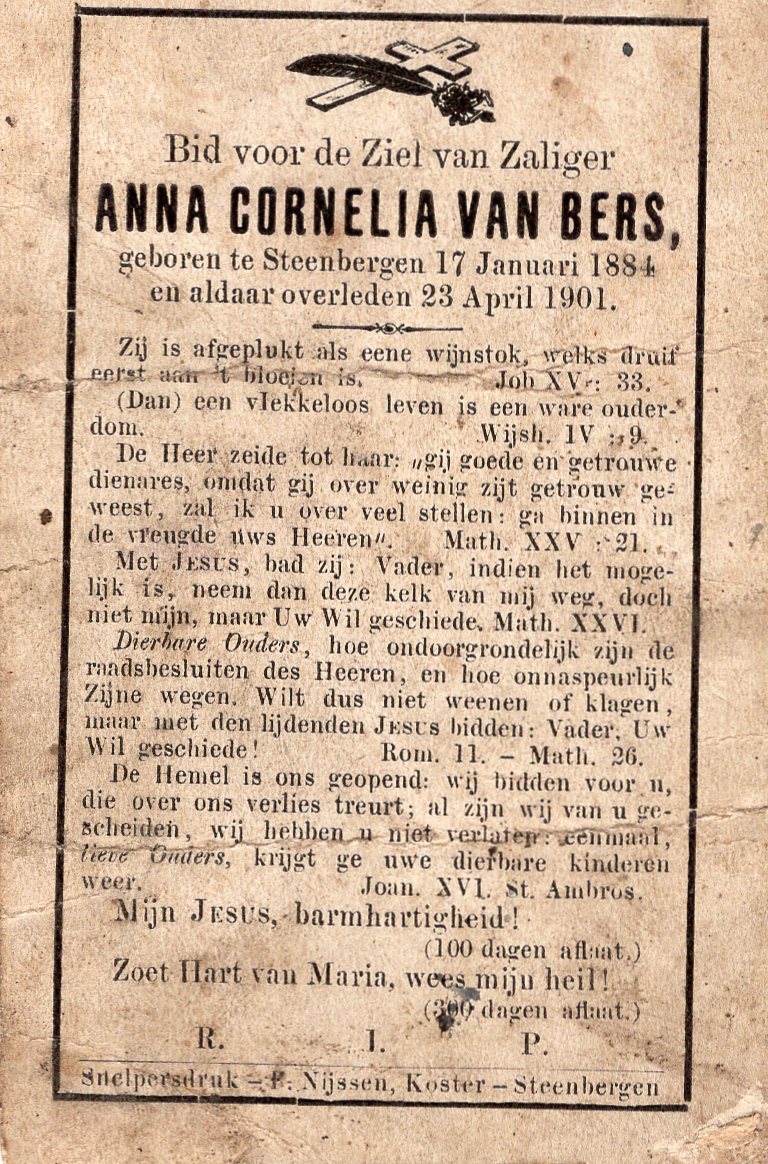 Bid voor de Ziel van Zaliger
ANNA CORNELIA VAN BERS,
geboren te Steenbergen 17 Januari 1884
en aldaar overleden 23 April 1901.
Zij is afgeplukt als eene wijnstok, welks druif
eerst aan 't bloejen is. Job XV : 33.
(Dan) een vlekkeloos leven is een ware ouder-
dom. Wijsh. IV : 9.
De Heer zeide tot haar: „gij goede en getrouwe
dienares, omdat gij over weinig zijt getrouw ge-
weest, zal ik u over veel stellen: ga binnen in
de vreugde uws Heeren”. Math. XXV : 21.
Met JESUS, bad zij: Vader, indien het moge-
lijk is, neem dan deze kelk van mij weg, doch
niet mijn, maar Uw Wil geschiede. Math. XXVI.
Dierbare Ouders, hoe ondoorgrondelijk zijn de
raadsbesluiten des Heeren, en hoe onnaspeurlijk
Zijne wegen. Wilt dus niet weenen of klagen,
maar met den lijdenden JESUS bidden: Vader, Uw
Wil geschiede! Rom. 11. – Math. 26.
De Hemel is ons geopend: wij bidden voor u,
die over ons verlies treurt; al zijn wij van u ge-
scheiden, wij hebben u niet verlaten: eenmaal,
lieve Ouders, krijgt ge uwe dierbare kinderen
weer. Joan. XVI. St. Ambros.
Mijn JESUS, barmhartigheid!
(100 dagen aflaat.)
Zoet Hart van Maria, wees mijn heil!
(300 dagen aflaat.)
R. I. P.
Snelpersdruk – F. Nijssen, Koster – Steenbergen